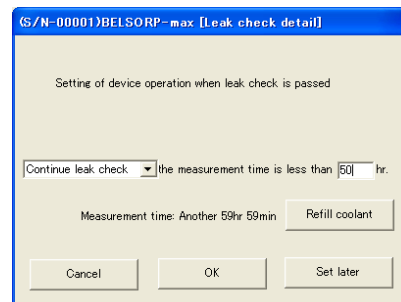 (S/N-00001)BELSORP-max [Leak check detail]
Setting of device operation when leak check is passed
Continue leak check the measurement time is less than 50 hr.
Measurement time: Another 59hr 59min Refill coolant
Cancel OK Set later